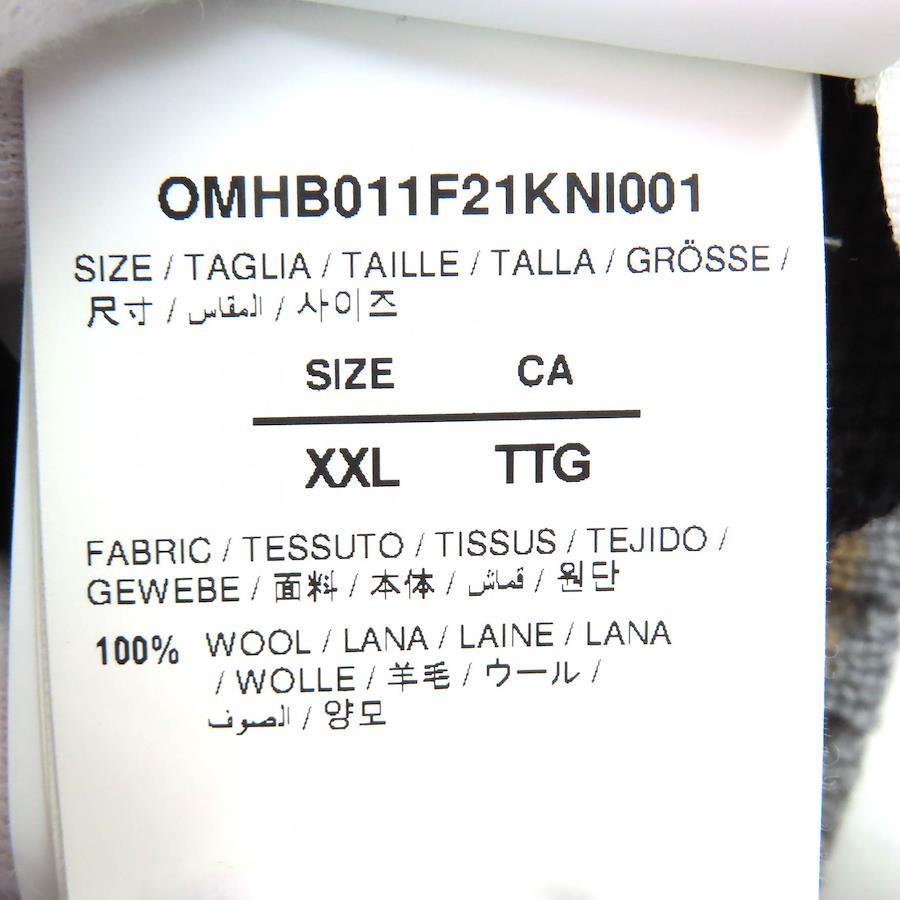 OMHB011F21KNI001
SIZE / TAGLIA / TAILLE / TALLA / GRÖSSE /
尺寸 / المقاس / 사이즈
SIZE CA
XXL TTG
FABRIC / TESSUTO / TISSUS / TEJIDO /
GEWEBE / 面料 / 本体 / قماش / 원단
100% WOOL / LANA / LAINE / LANA
/ WOLLE / 羊毛 / ウール /
الصوف / 양모